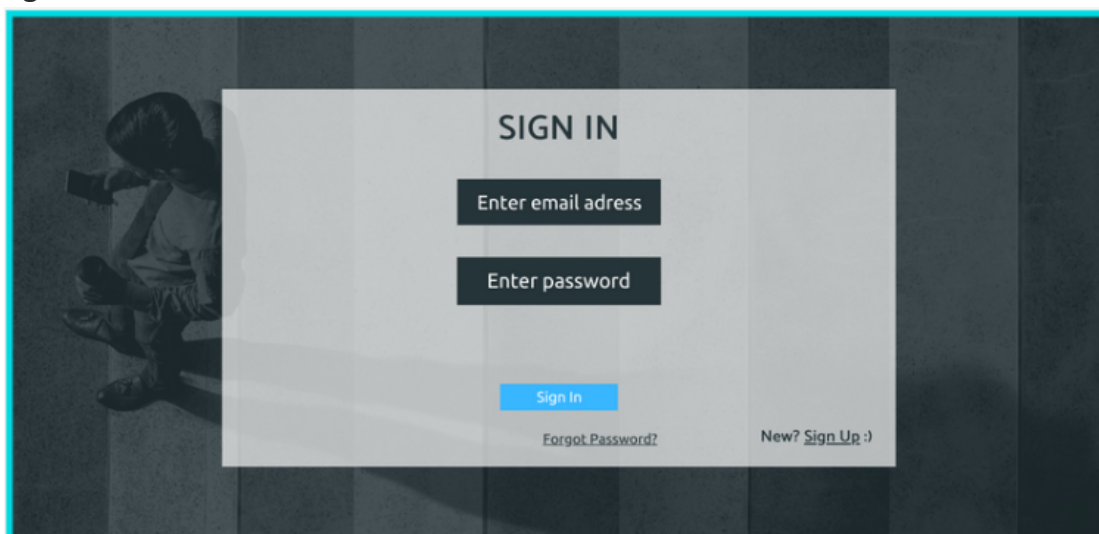 SIGN IN
Enter email adress
Enter password
Sign In
Forgot Password?
New? Sign Up :)